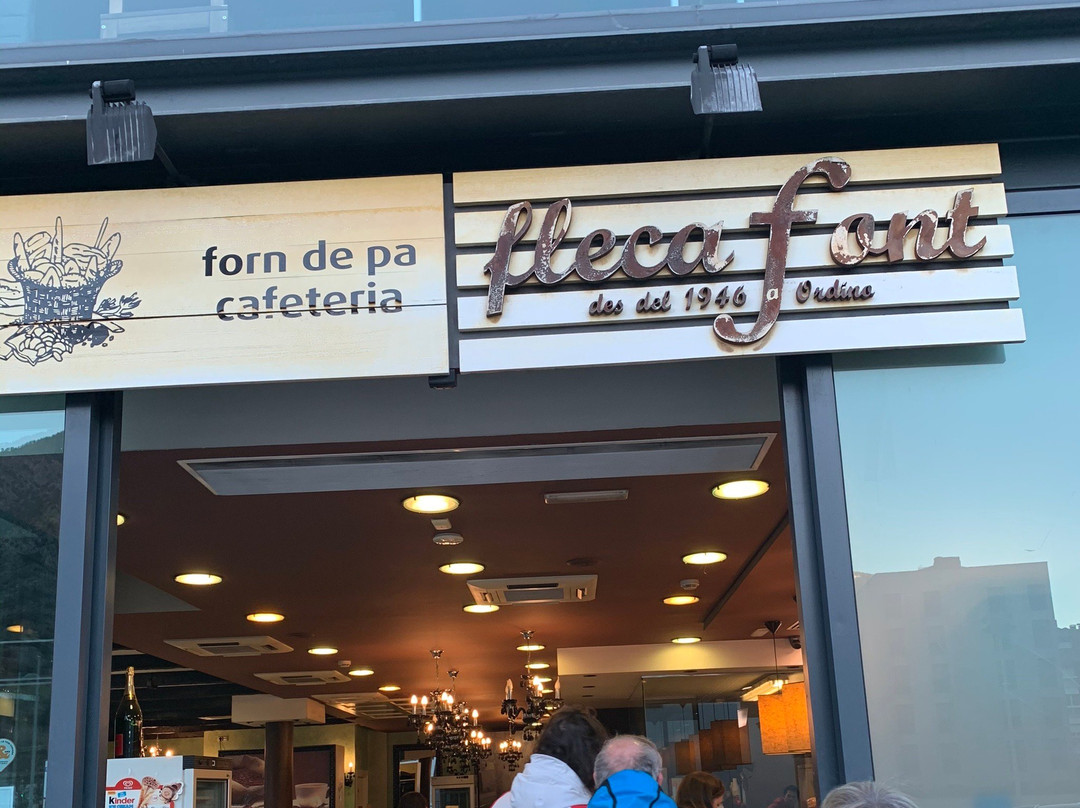 forn de pa
cafeteria
fleca font
des del 1946 a Ordino
Kinder